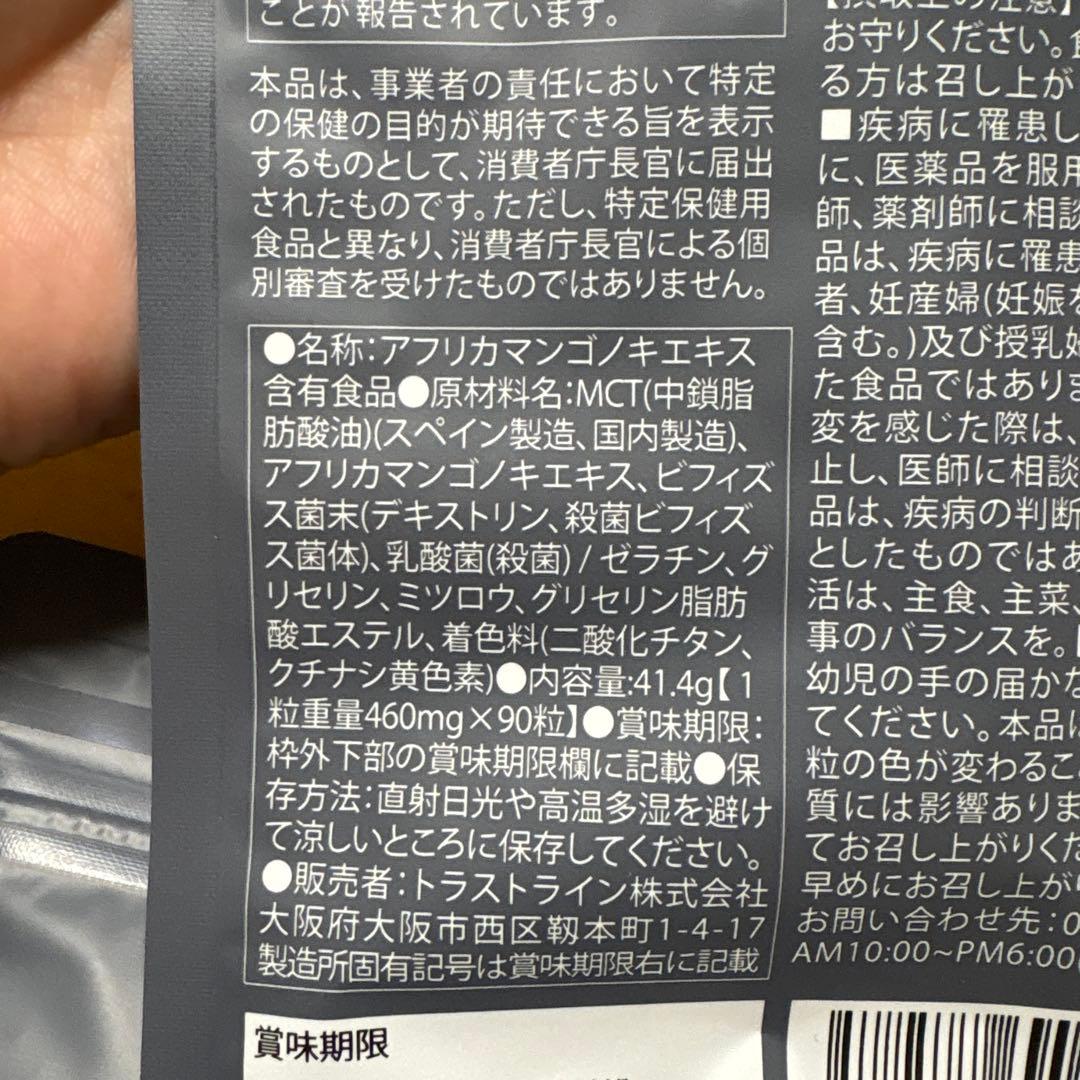 ことが報告されています。
本品は、事業者の責任において特定
の保健の目的が期待できる旨を表示
するものとして、消費者庁長官に届出
されたものです。ただし、特定保健用
食品と異なり、消費者庁長官による個
別審査を受けたものではありません。
●名称：アフリカマンゴノキエキス
含有食品●原材料名：MCT(中鎖脂
肪酸油)(スペイン製造、国内製造)、
アフリカマンゴノキエキス、ビフィズ
ス菌末(デキストリン、殺菌ビフィズ
ス菌体)、乳酸菌(殺菌) / ゼラチン、グ
リセリン、ミツロウ、グリセリン脂肪
酸エステル、着色料(二酸化チタン、
クチナシ黄色素)●内容量:41.4g【1
粒重量460mg×90粒】●賞味期限：
枠外下部の賞味期限欄に記載●保
存方法：直射日光や高温多湿を避け
て涼しいところに保存してください。
●販売者：トラストライン株式会社
大阪府大阪市西区靱本町1-4-17
製造所固有記号は賞味期限右に記載
賞味期限
【摂取上の注意】
お守りください。食
る方は召し上が
■疾病に罹患し
に、医薬品を服用
師、薬剤師に相談
品は、疾病に罹患
者、妊産婦(妊娠を
含む。)及び授乳婦
た食品ではありま
変を感じた際は、
止し、医師に相談
品は、疾病の判断
としたものではあ
活は、主食、主菜、
事のバランスを。
幼児の手の届かな
てください。本品は
粒の色が変わるこ
質には影響ありま
てお召し上がりくだ
早めにお召し上がり
お問い合わせ先：0
AM10:00~PM6:00